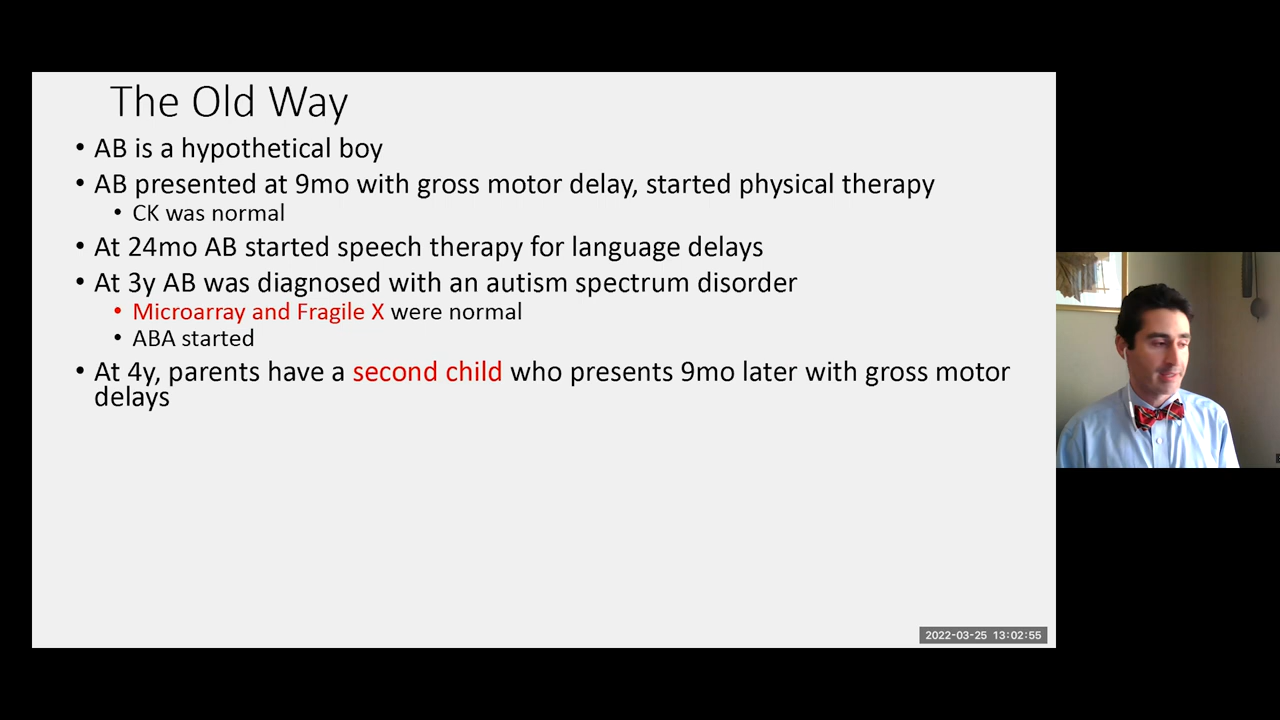 The Old Way
• AB is a hypothetical boy
• AB presented at 9mo with gross motor delay, started physical therapy
• CK was normal
• At 24mo AB started speech therapy for language delays
• At 3y AB was diagnosed with an autism spectrum disorder
• Microarray and Fragile X were normal
• ABA started
• At 4y, parents have a second child who presents 9mo later with gross motor
delays
2022-03-25 13:02:55